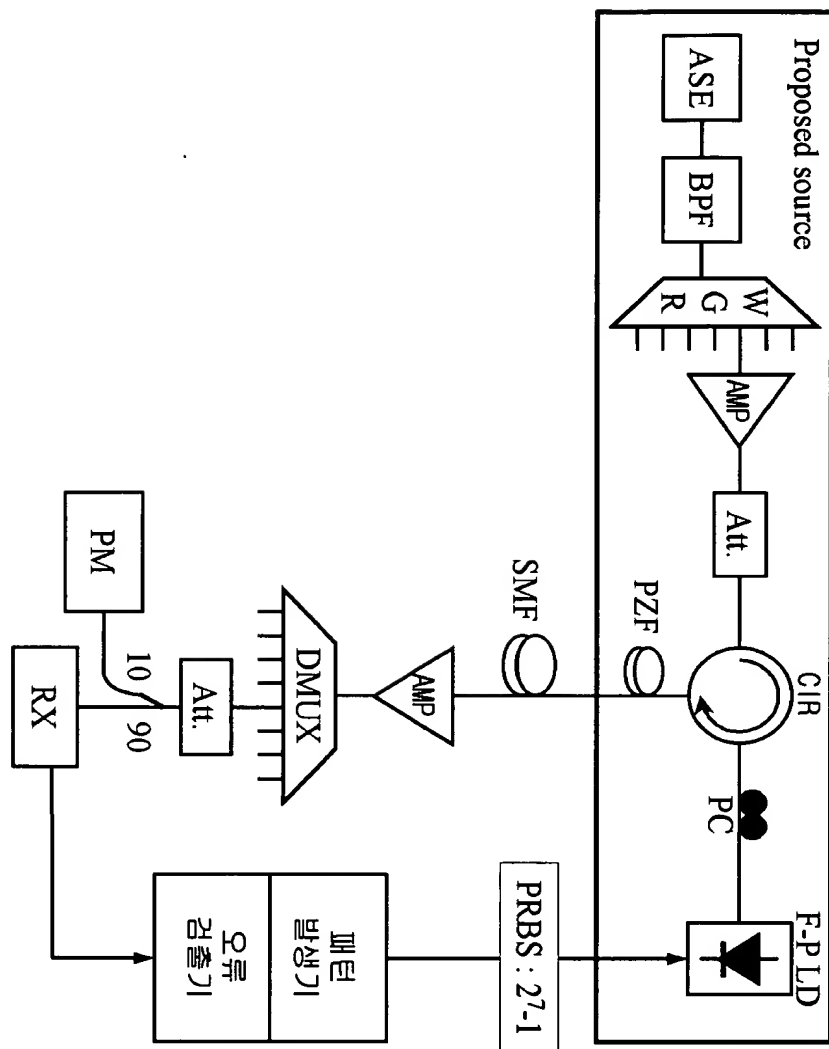 Proposed source
ASE
BPF
W
G
R
AMP
Att.
CIR
PC
F-P LD
PZF
SMF
AMP
DMUX
Att.
10
90
PM
RX
PRBS : 2⁷-1
패턴
발생기
오류
검출기